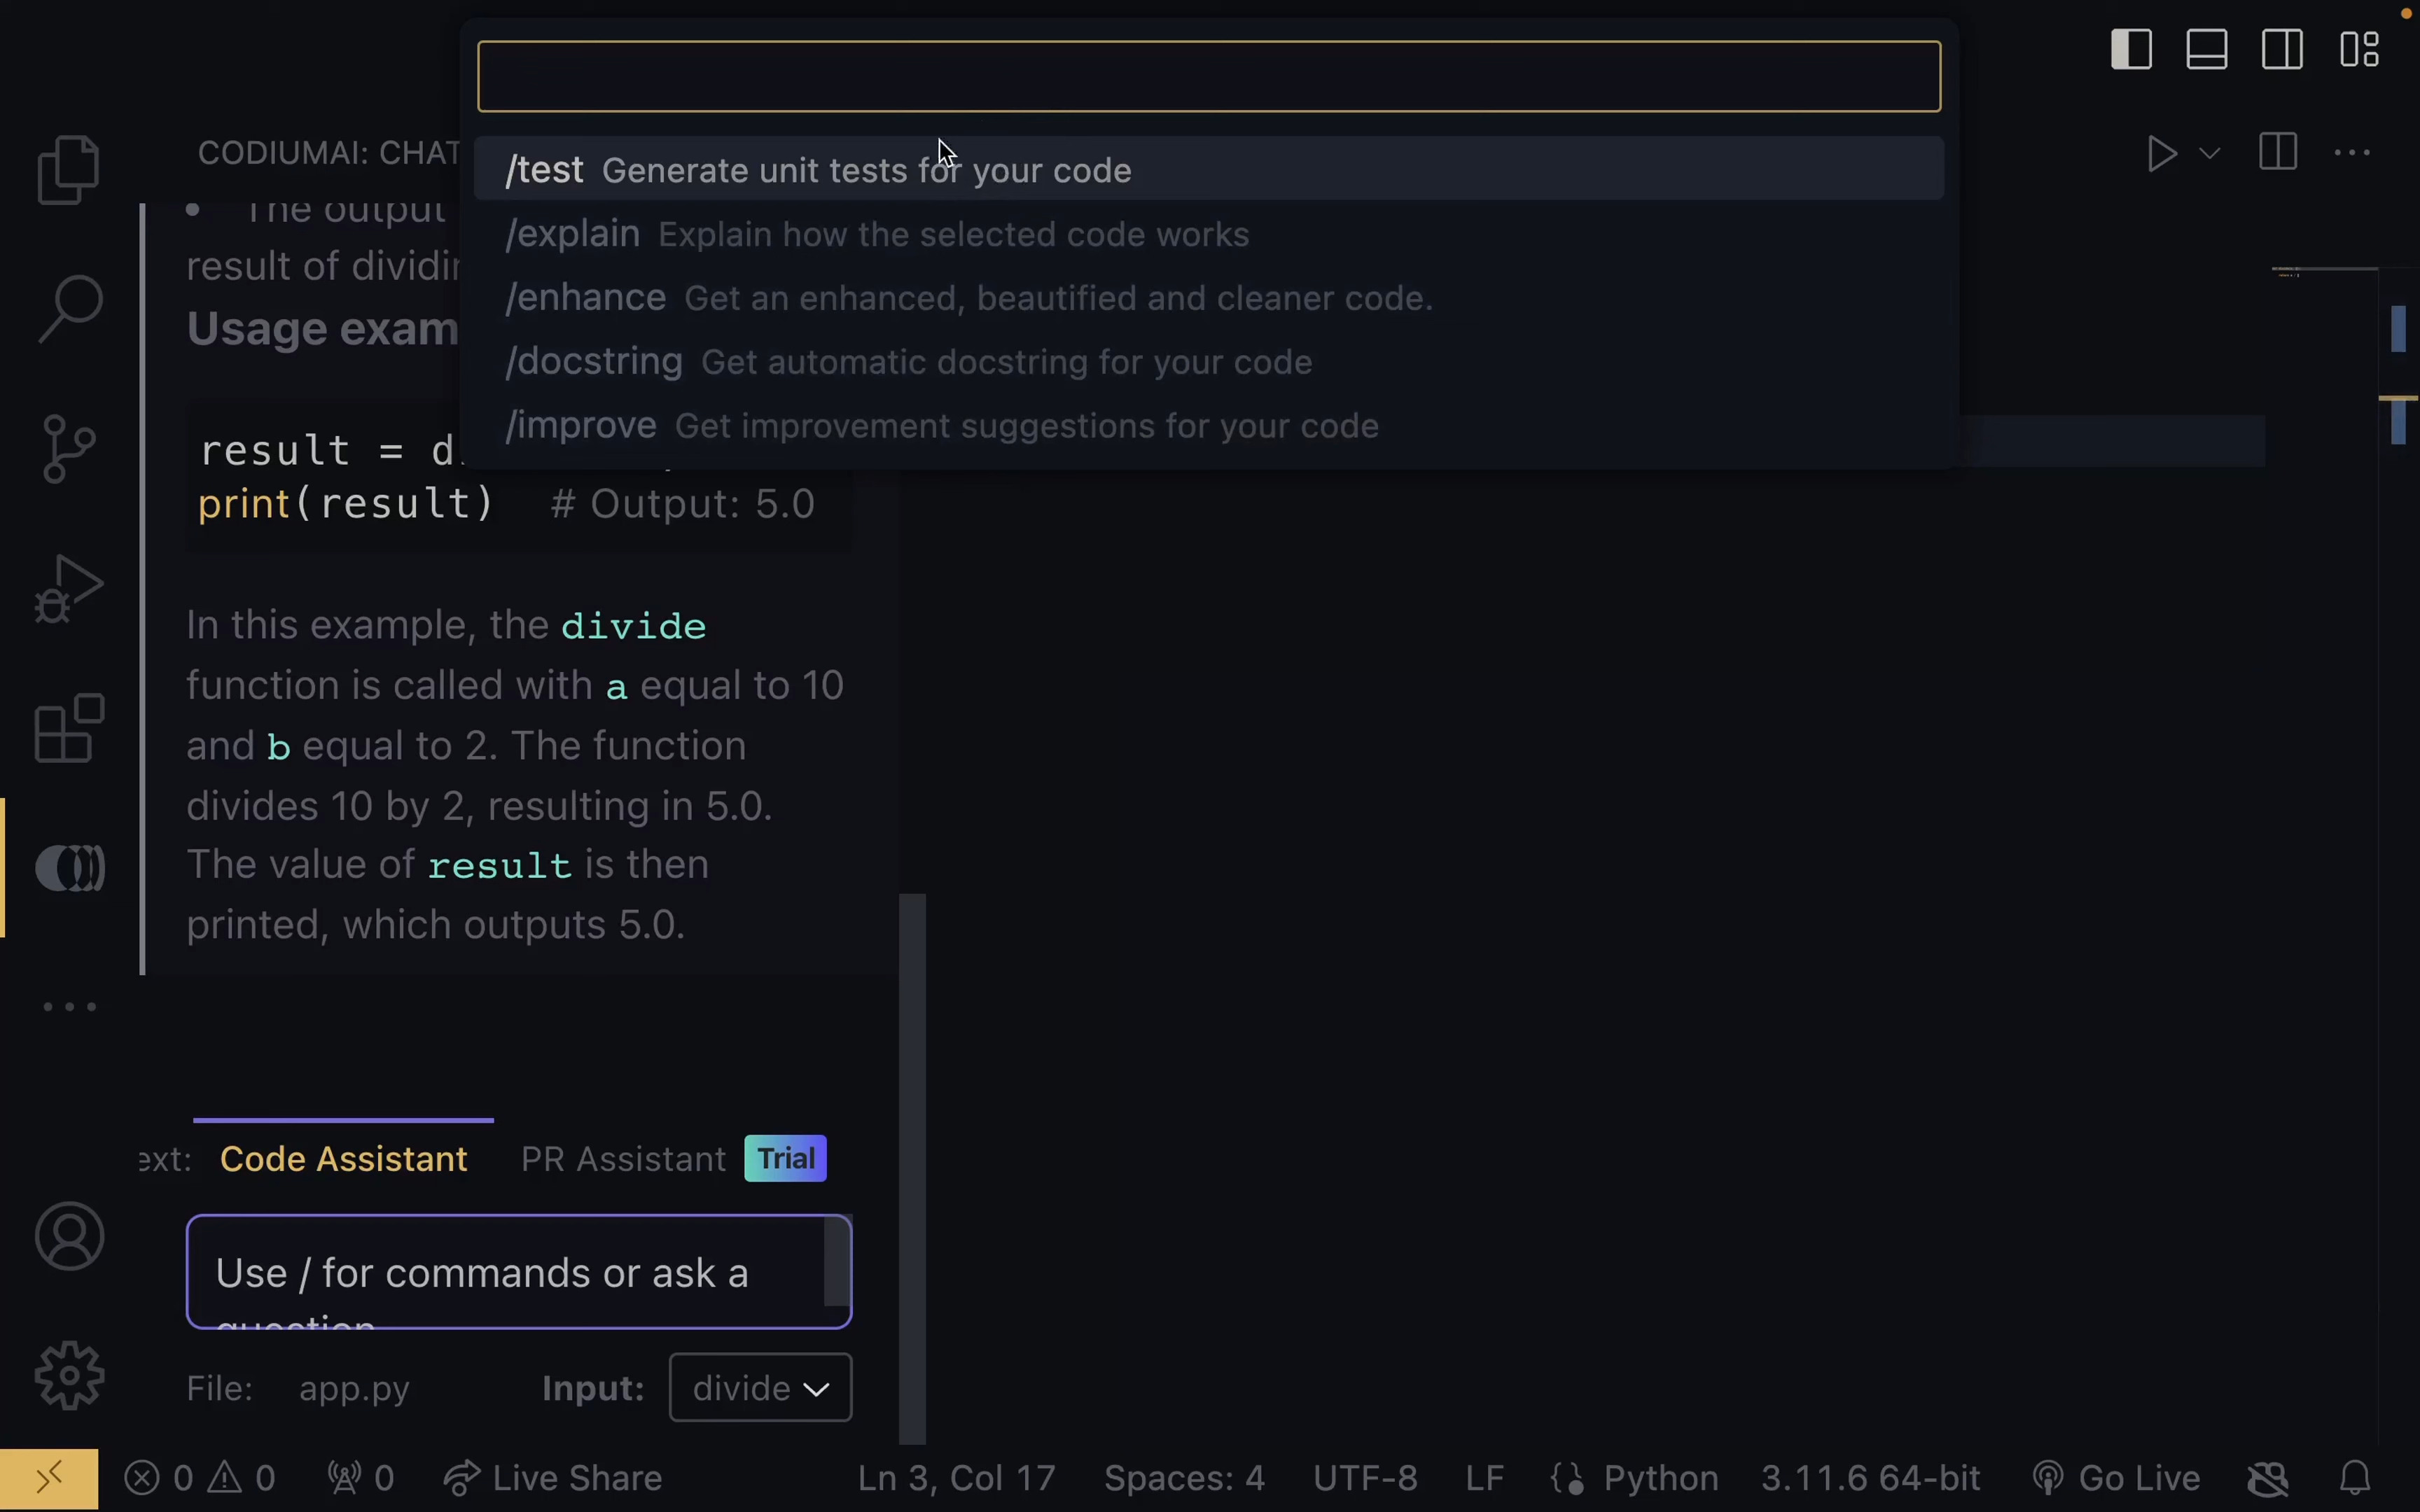 /test Generate unit tests for your code
/explain Explain how the selected code works
/enhance Get an enhanced, beautified and cleaner code.
/docstring Get automatic docstring for your code
/improve Get improvement suggestions for your code
CODIUMAI: CHAT
• The output
result of dividin
Usage exam
result = d
print(result) # Output: 5.0
In this example, the divide
function is called with a equal to 10
and b equal to 2. The function
divides 10 by 2, resulting in 5.0.
The value of result is then
printed, which outputs 5.0.
ext: Code Assistant PR Assistant Trial
Use / for commands or ask a
question
File: app.py Input: divide
0 0 0 Live Share Ln 3, Col 17 Spaces: 4 UTF-8 LF Python 3.11.6 64-bit Go Live